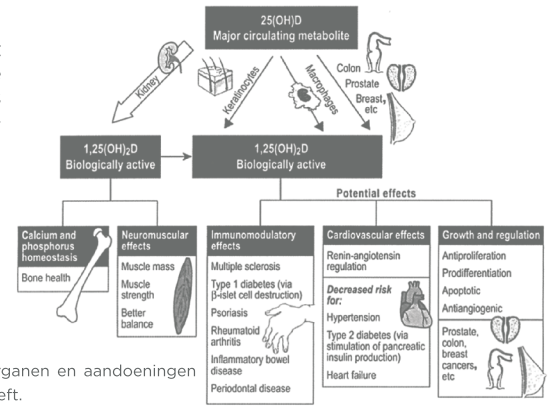 25(OH)D
Major circulating metabolite
Kidney
Keratinocytes
Macrophages
Colon
Prostate
Breast,
etc
1,25(OH)₂D
Biologically active
1,25(OH)₂D
Biologically active
Potential effects
Calcium and
phosphorus
homeostasis
Bone health
Neuromuscular
effects
Muscle mass
Muscle
strength
Better
balance
Immunomodulatory
effects
Multiple sclerosis
Type 1 diabetes (via
β-islet cell destruction)
Psoriasis
Rheumatoid
arthritis
Inflammatory bowel
disease
Periodontal disease
Cardiovascular effects
Renin-angiotensin
regulation
Decreased risk
for:
Hypertension
Type 2 diabetes (via
stimulation of pancreatic
insulin production)
Heart failure
Growth and regulation
Antiproliferation
Prodifferentiation
Apoptotic
Antiangiogenic
Prostate,
colon,
breast
cancers,
etc
rganen en aandoeningen
eft.